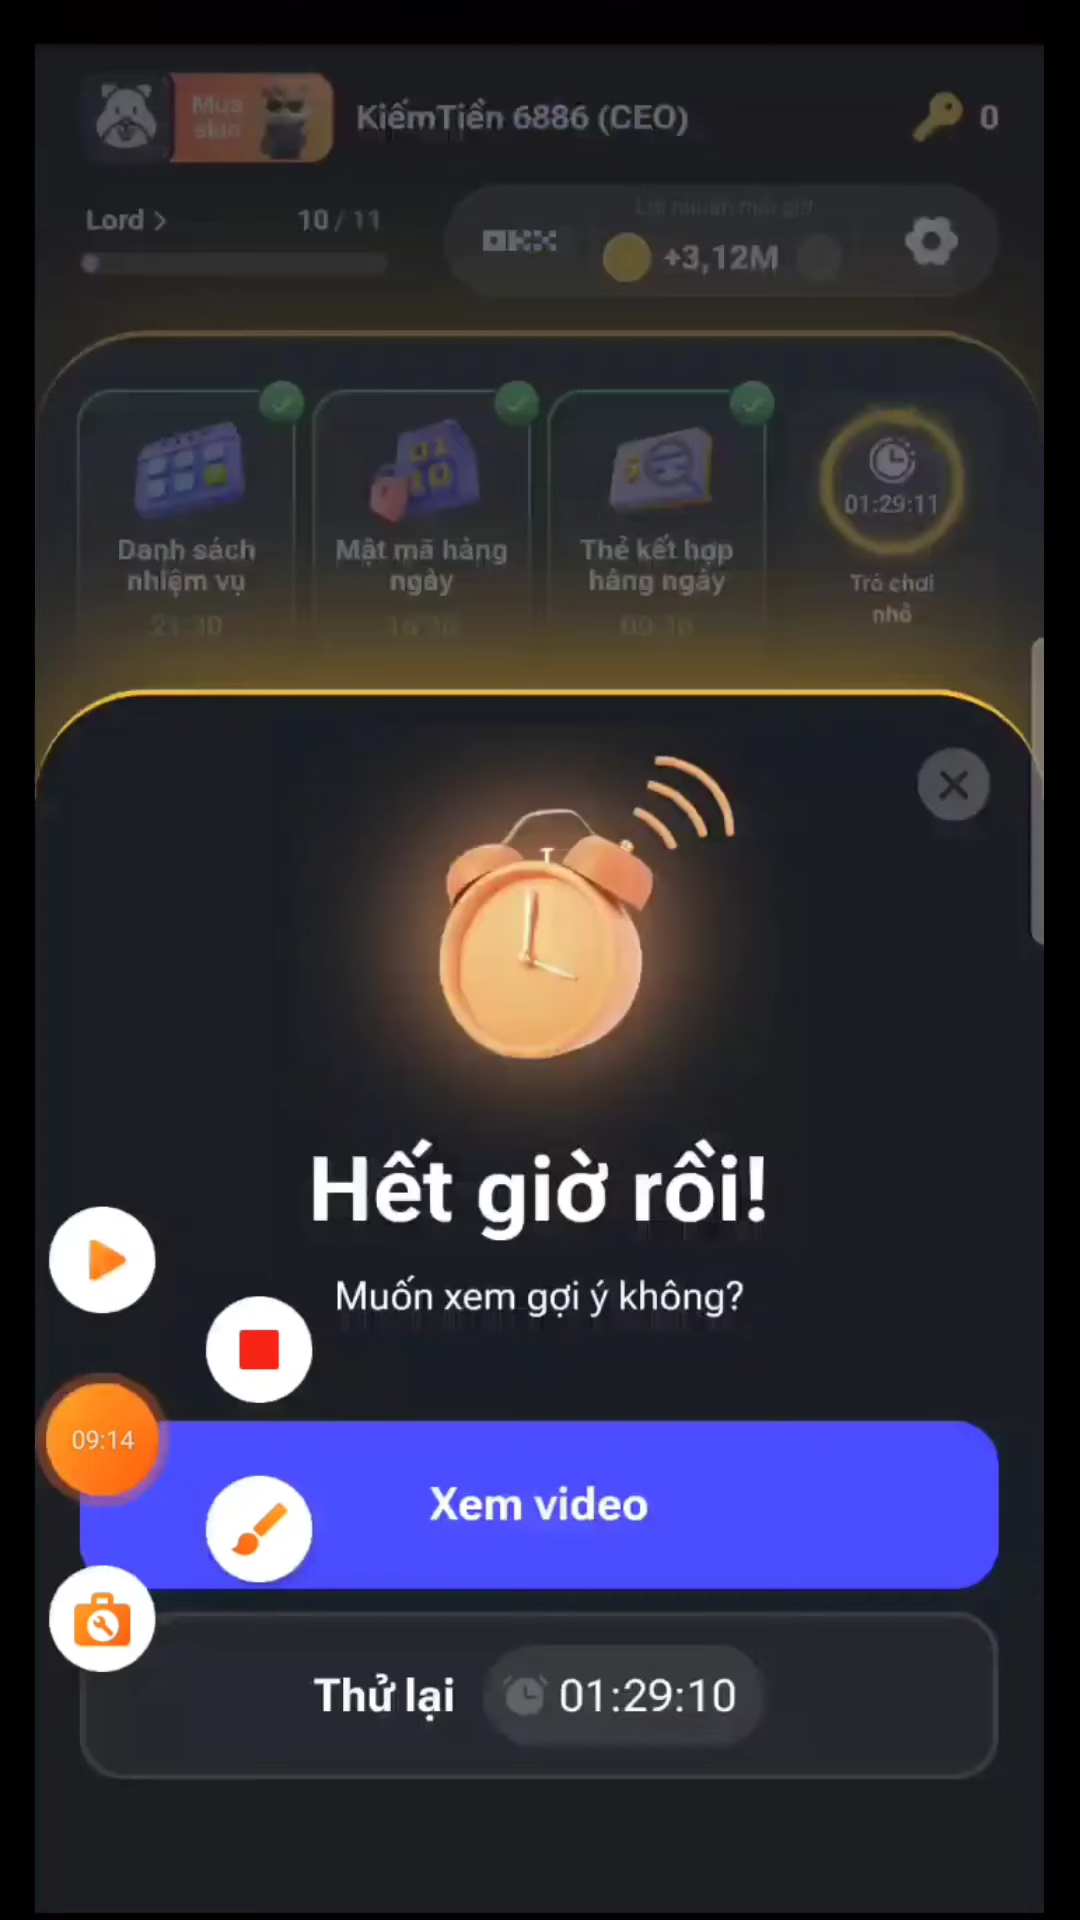 Mua
skin
KiếmTiền 6886 (CEO)
0
Lord >
10 / 11
Lợi nhuận mỗi giờ
OKX
+3,12M
01:29:11
Danh sách
nhiệm vụ
Mật mã hàng
ngày
Thẻ kết hợp
hàng ngày
Trò chơi
nhỏ
Hết giờ rồi!
Muốn xem gợi ý không?
09:14
Xem video
Thử lại
01:29:10